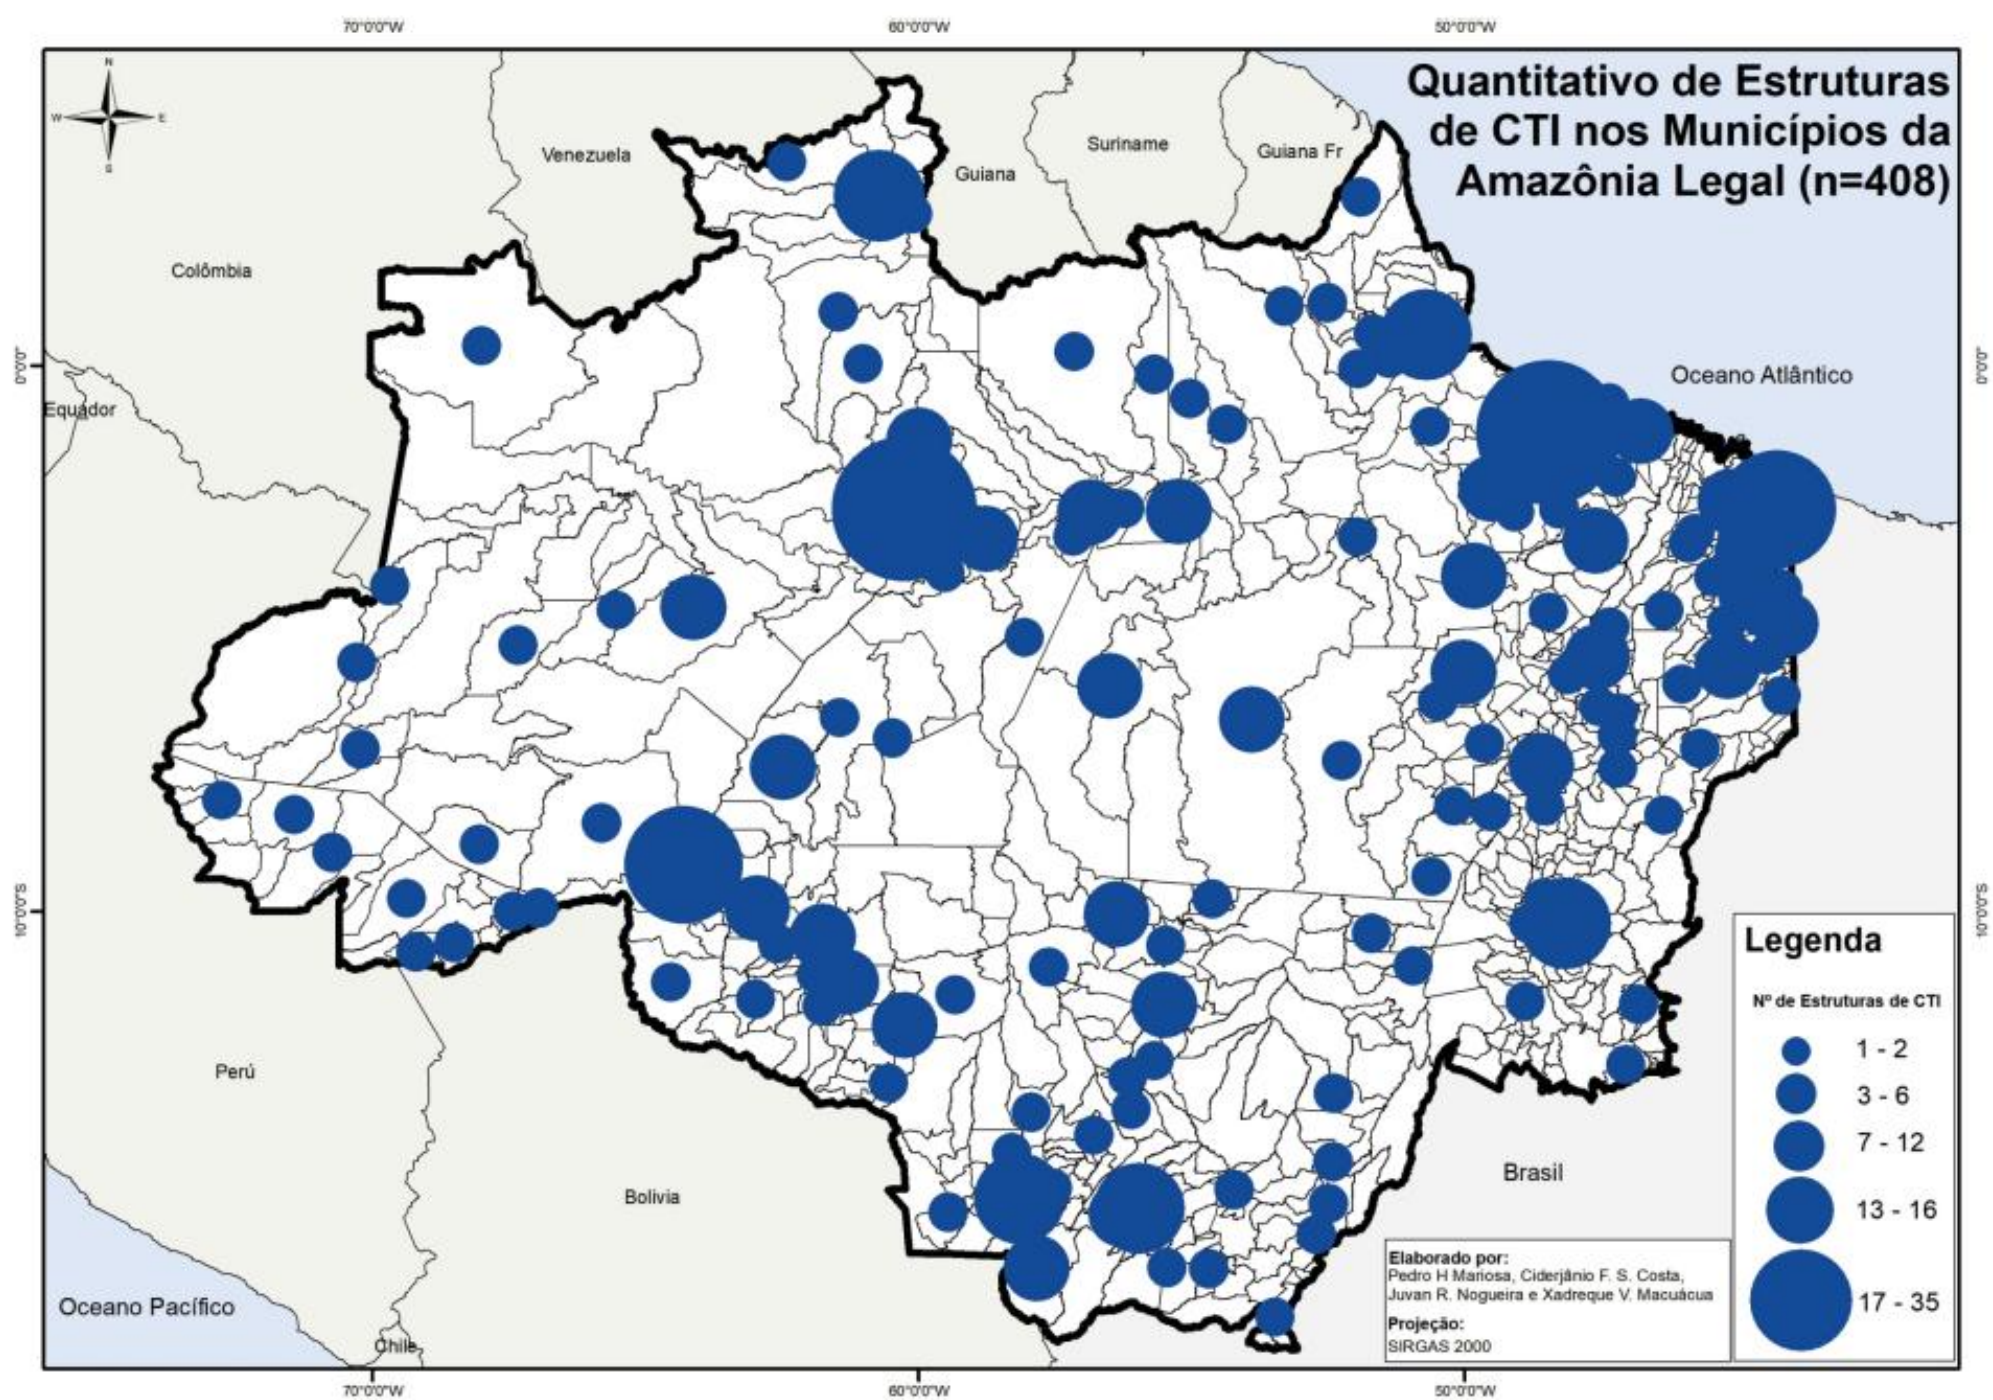 70°0'0"W
60°0'0"W
50°0'0"W
Quantitativo de Estruturas
de CTI nos Municípios da
Amazônia Legal (n=408)
N
W
E
S
Venezuela
Suriname
Guiana
Guiana Fr
Colômbia
0°0'0"
0°0'0"
Oceano Atlântico
Equador
10°0'0"S
10°0'0"S
Legenda
Nº de Estruturas de CTI
1 - 2
3 - 6
7 - 12
13 - 16
17 - 35
Perú
Bolivia
Brasil
Elaborado por:
Pedro H Mariosa, Ciderjânio F. S. Costa,
Juvan R. Nogueira e Xadreque V. Macuácua
Projeção:
SIRGAS 2000
Oceano Pacífico
Chile
70°0'0"W
60°0'0"W
50°0'0"W